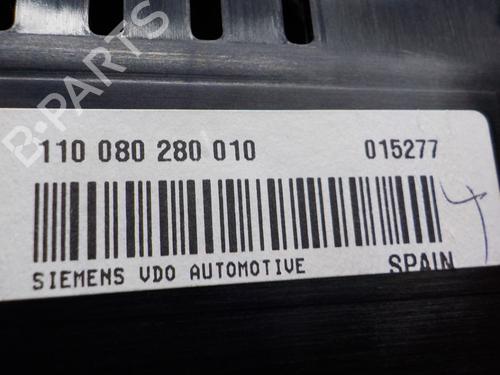 B-PARTS
110 080 280 010 015277
SIEMENS VDO AUTOMOTIVE SPAIN